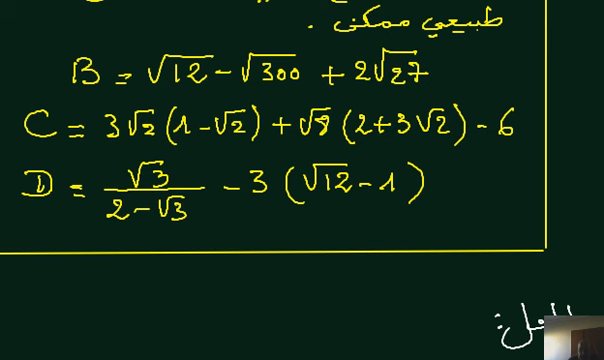 طبيعي ممكن .
B = √12 - √300 + 2√27
C = 3√2 (1 - √2) + √8 (2 + 3√2) - 6
D = √3 / (2 - √3) - 3 (√12 - 1)
الحل :